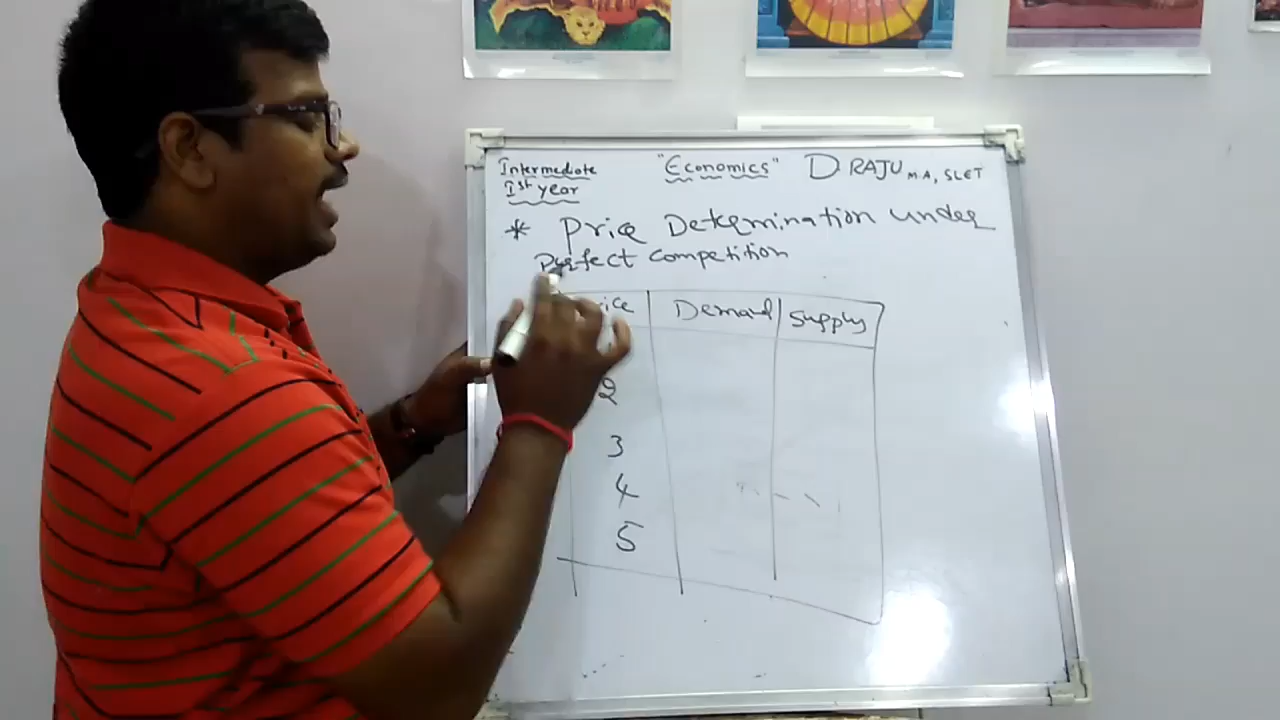 Intermediate "Economics" D RAJU M.A, SLET
Ist year
* Price Determination under
Perfect competition
Demand Supply
2
3
4
5